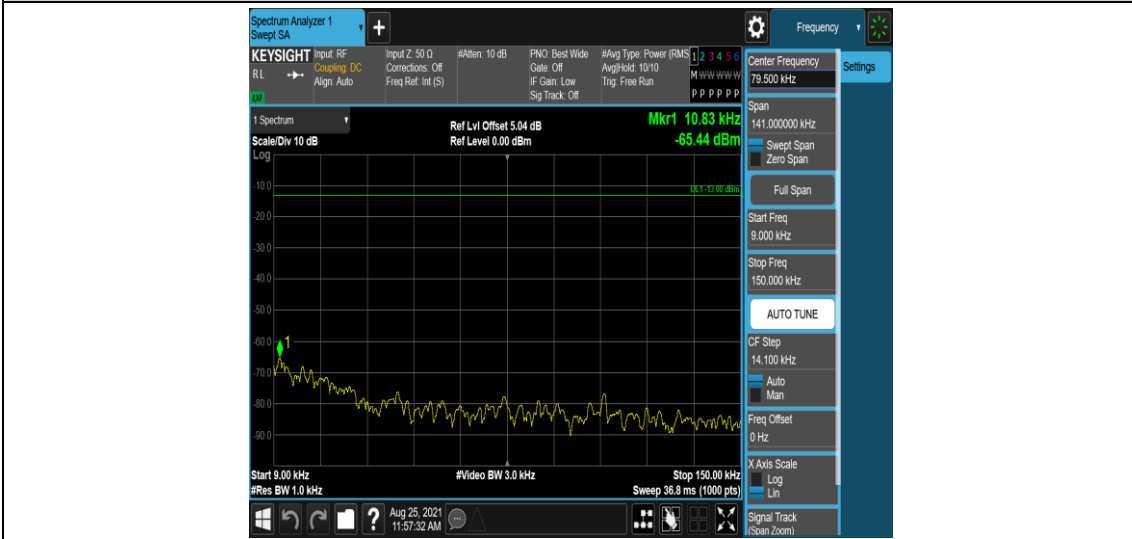 Spectrum Analyzer 1
Swept SA
Frequency
KEYSIGHT
RL
LM
Input: RF
Coupling: DC
Align: Auto
Input Z: 50 Ω
Corrections: Off
Freq Ref: Int (S)
#Atten: 10 dB
PNO: Best Wide
Gate: Off
IF Gain: Low
Sig Track: Off
#Avg Type: Power (RMS
Avg|Hold: 10/10
Trig: Free Run
1 2 3 4 5 6
M W W W W W
P P P P P P
1 Spectrum
Scale/Div 10 dB
Ref Lvl Offset 5.04 dB
Ref Level 0.00 dBm
Mkr1 10.83 kHz
-65.44 dBm
Log
-10.0
DL1 -13.00 dBm
-20.0
-30.0
-40.0
-50.0
-60.0
1
-70.0
-80.0
-90.0
Start 9.00 kHz
#Res BW 1.0 kHz
#Video BW 3.0 kHz
Stop 150.00 kHz
Sweep 36.8 ms (1000 pts)
Aug 25, 2021
11:57:32 AM
Center Frequency
79.500 kHz
Settings
Span
141.000000 kHz
Swept Span
Zero Span
Full Span
Start Freq
9.000 kHz
Stop Freq
150.000 kHz
AUTO TUNE
CF Step
14.100 kHz
Auto
Man
Freq Offset
0 Hz
X Axis Scale
Log
Lin
Signal Track
(Span Zoom)